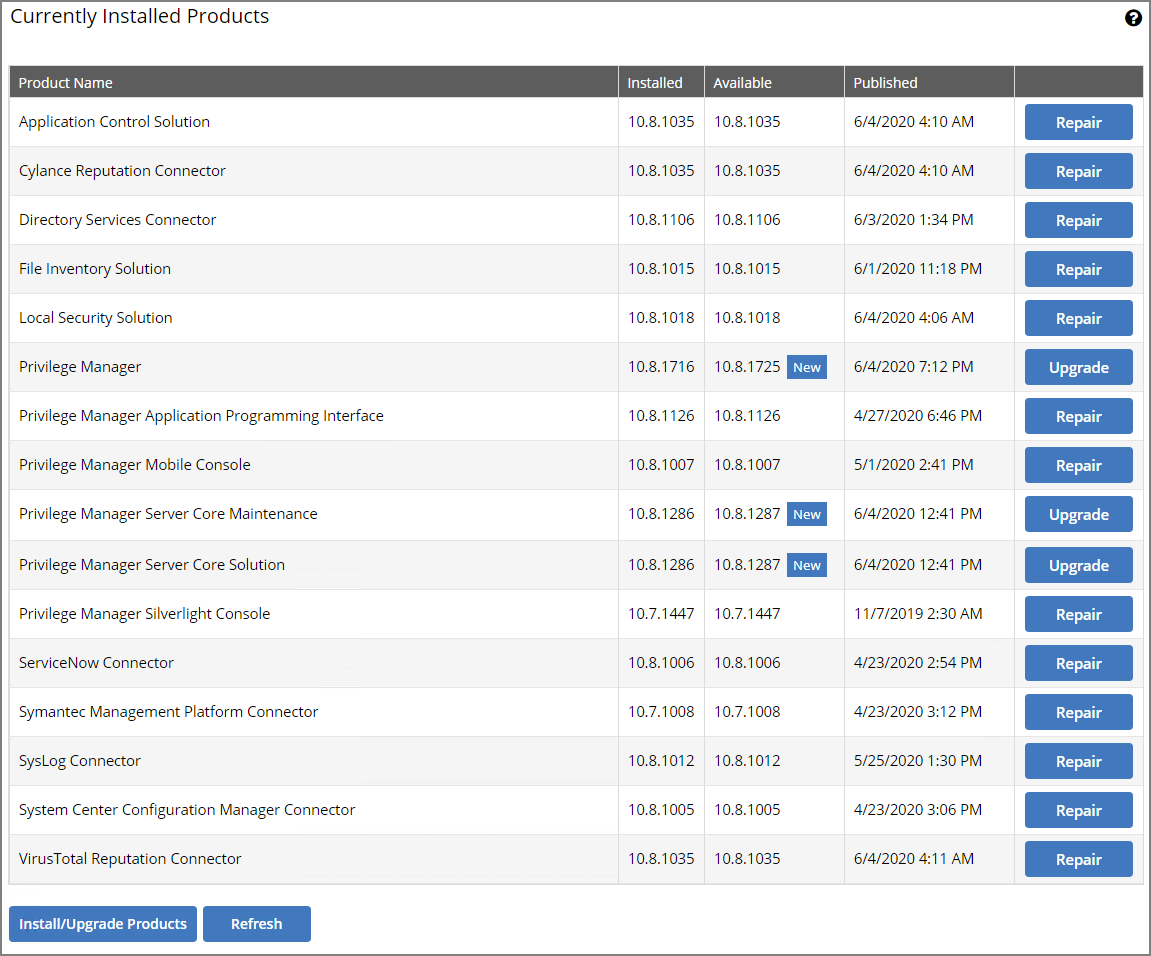 Currently Installed Products ?
Product Name Installed Available Published
Application Control Solution 10.8.1035 10.8.1035 6/4/2020 4:10 AM Repair
Cylance Reputation Connector 10.8.1035 10.8.1035 6/4/2020 4:10 AM Repair
Directory Services Connector 10.8.1106 10.8.1106 6/3/2020 1:34 PM Repair
File Inventory Solution 10.8.1015 10.8.1015 6/1/2020 11:18 PM Repair
Local Security Solution 10.8.1018 10.8.1018 6/4/2020 4:06 AM Repair
Privilege Manager 10.8.1716 10.8.1725 New 6/4/2020 7:12 PM Upgrade
Privilege Manager Application Programming Interface 10.8.1126 10.8.1126 4/27/2020 6:46 PM Repair
Privilege Manager Mobile Console 10.8.1007 10.8.1007 5/1/2020 2:41 PM Repair
Privilege Manager Server Core Maintenance 10.8.1286 10.8.1287 New 6/4/2020 12:41 PM Upgrade
Privilege Manager Server Core Solution 10.8.1286 10.8.1287 New 6/4/2020 12:41 PM Upgrade
Privilege Manager Silverlight Console 10.7.1447 10.7.1447 11/7/2019 2:30 AM Repair
ServiceNow Connector 10.8.1006 10.8.1006 4/23/2020 2:54 PM Repair
Symantec Management Platform Connector 10.7.1008 10.7.1008 4/23/2020 3:12 PM Repair
SysLog Connector 10.8.1012 10.8.1012 5/25/2020 1:30 PM Repair
System Center Configuration Manager Connector 10.8.1005 10.8.1005 4/23/2020 3:06 PM Repair
VirusTotal Reputation Connector 10.8.1035 10.8.1035 6/4/2020 4:11 AM Repair
Install/Upgrade Products Refresh